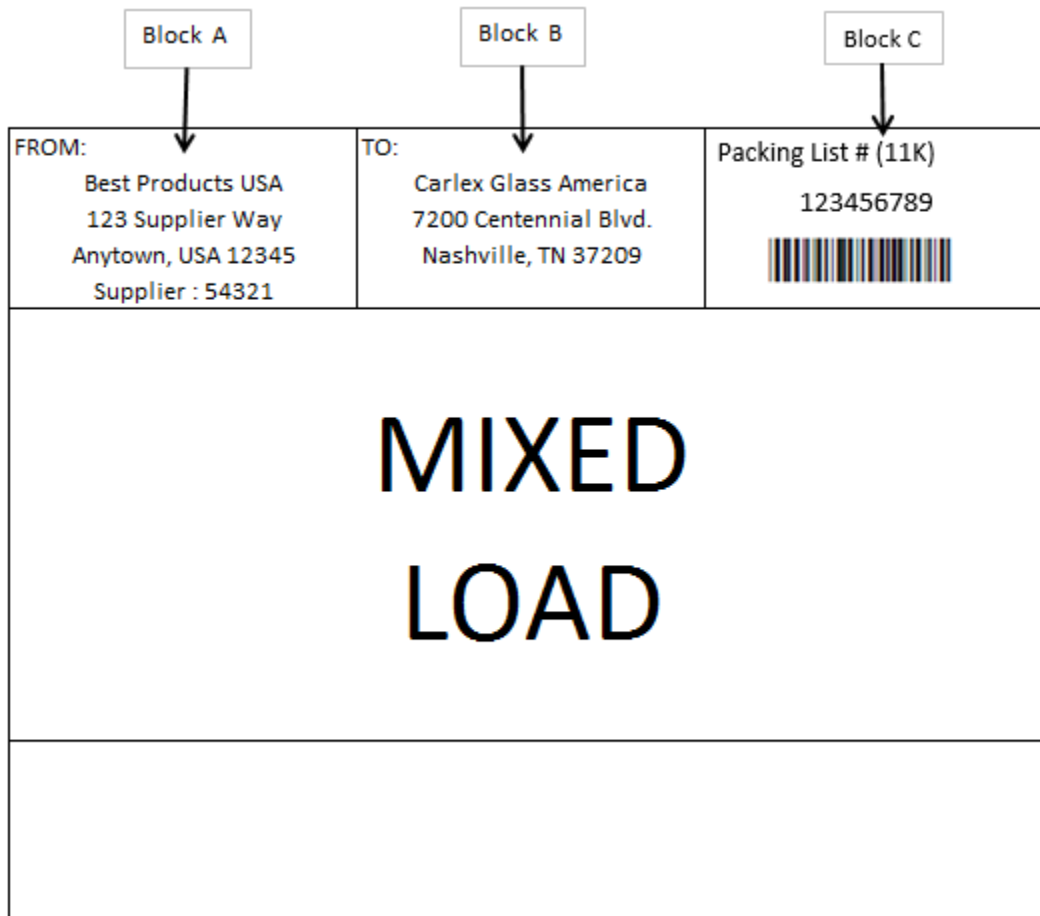 Block A
Block B
Block C
FROM:
Best Products USA
123 Supplier Way
Anytown, USA 12345
Supplier : 54321
TO:
Carlex Glass America
7200 Centennial Blvd.
Nashville, TN 37209
Packing List # (11K)
123456789
MIXED
LOAD